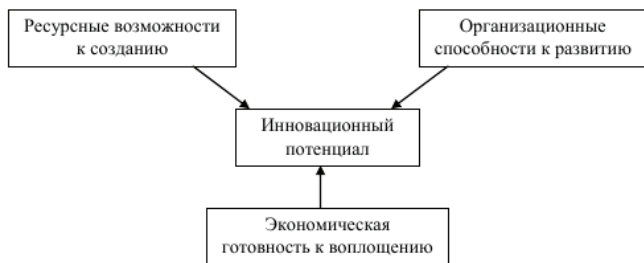 Ресурсные возможности
к созданию
Организационные
способности к развитию
Инновационный
потенциал
Экономическая
готовность к воплощению